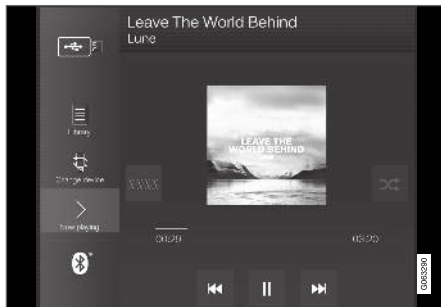 Leave The World Behind
Lune
Library
LEAVE THE
WORLD BEHIND
XXXX
Change device
Now playing
00:29
03:20
G063290